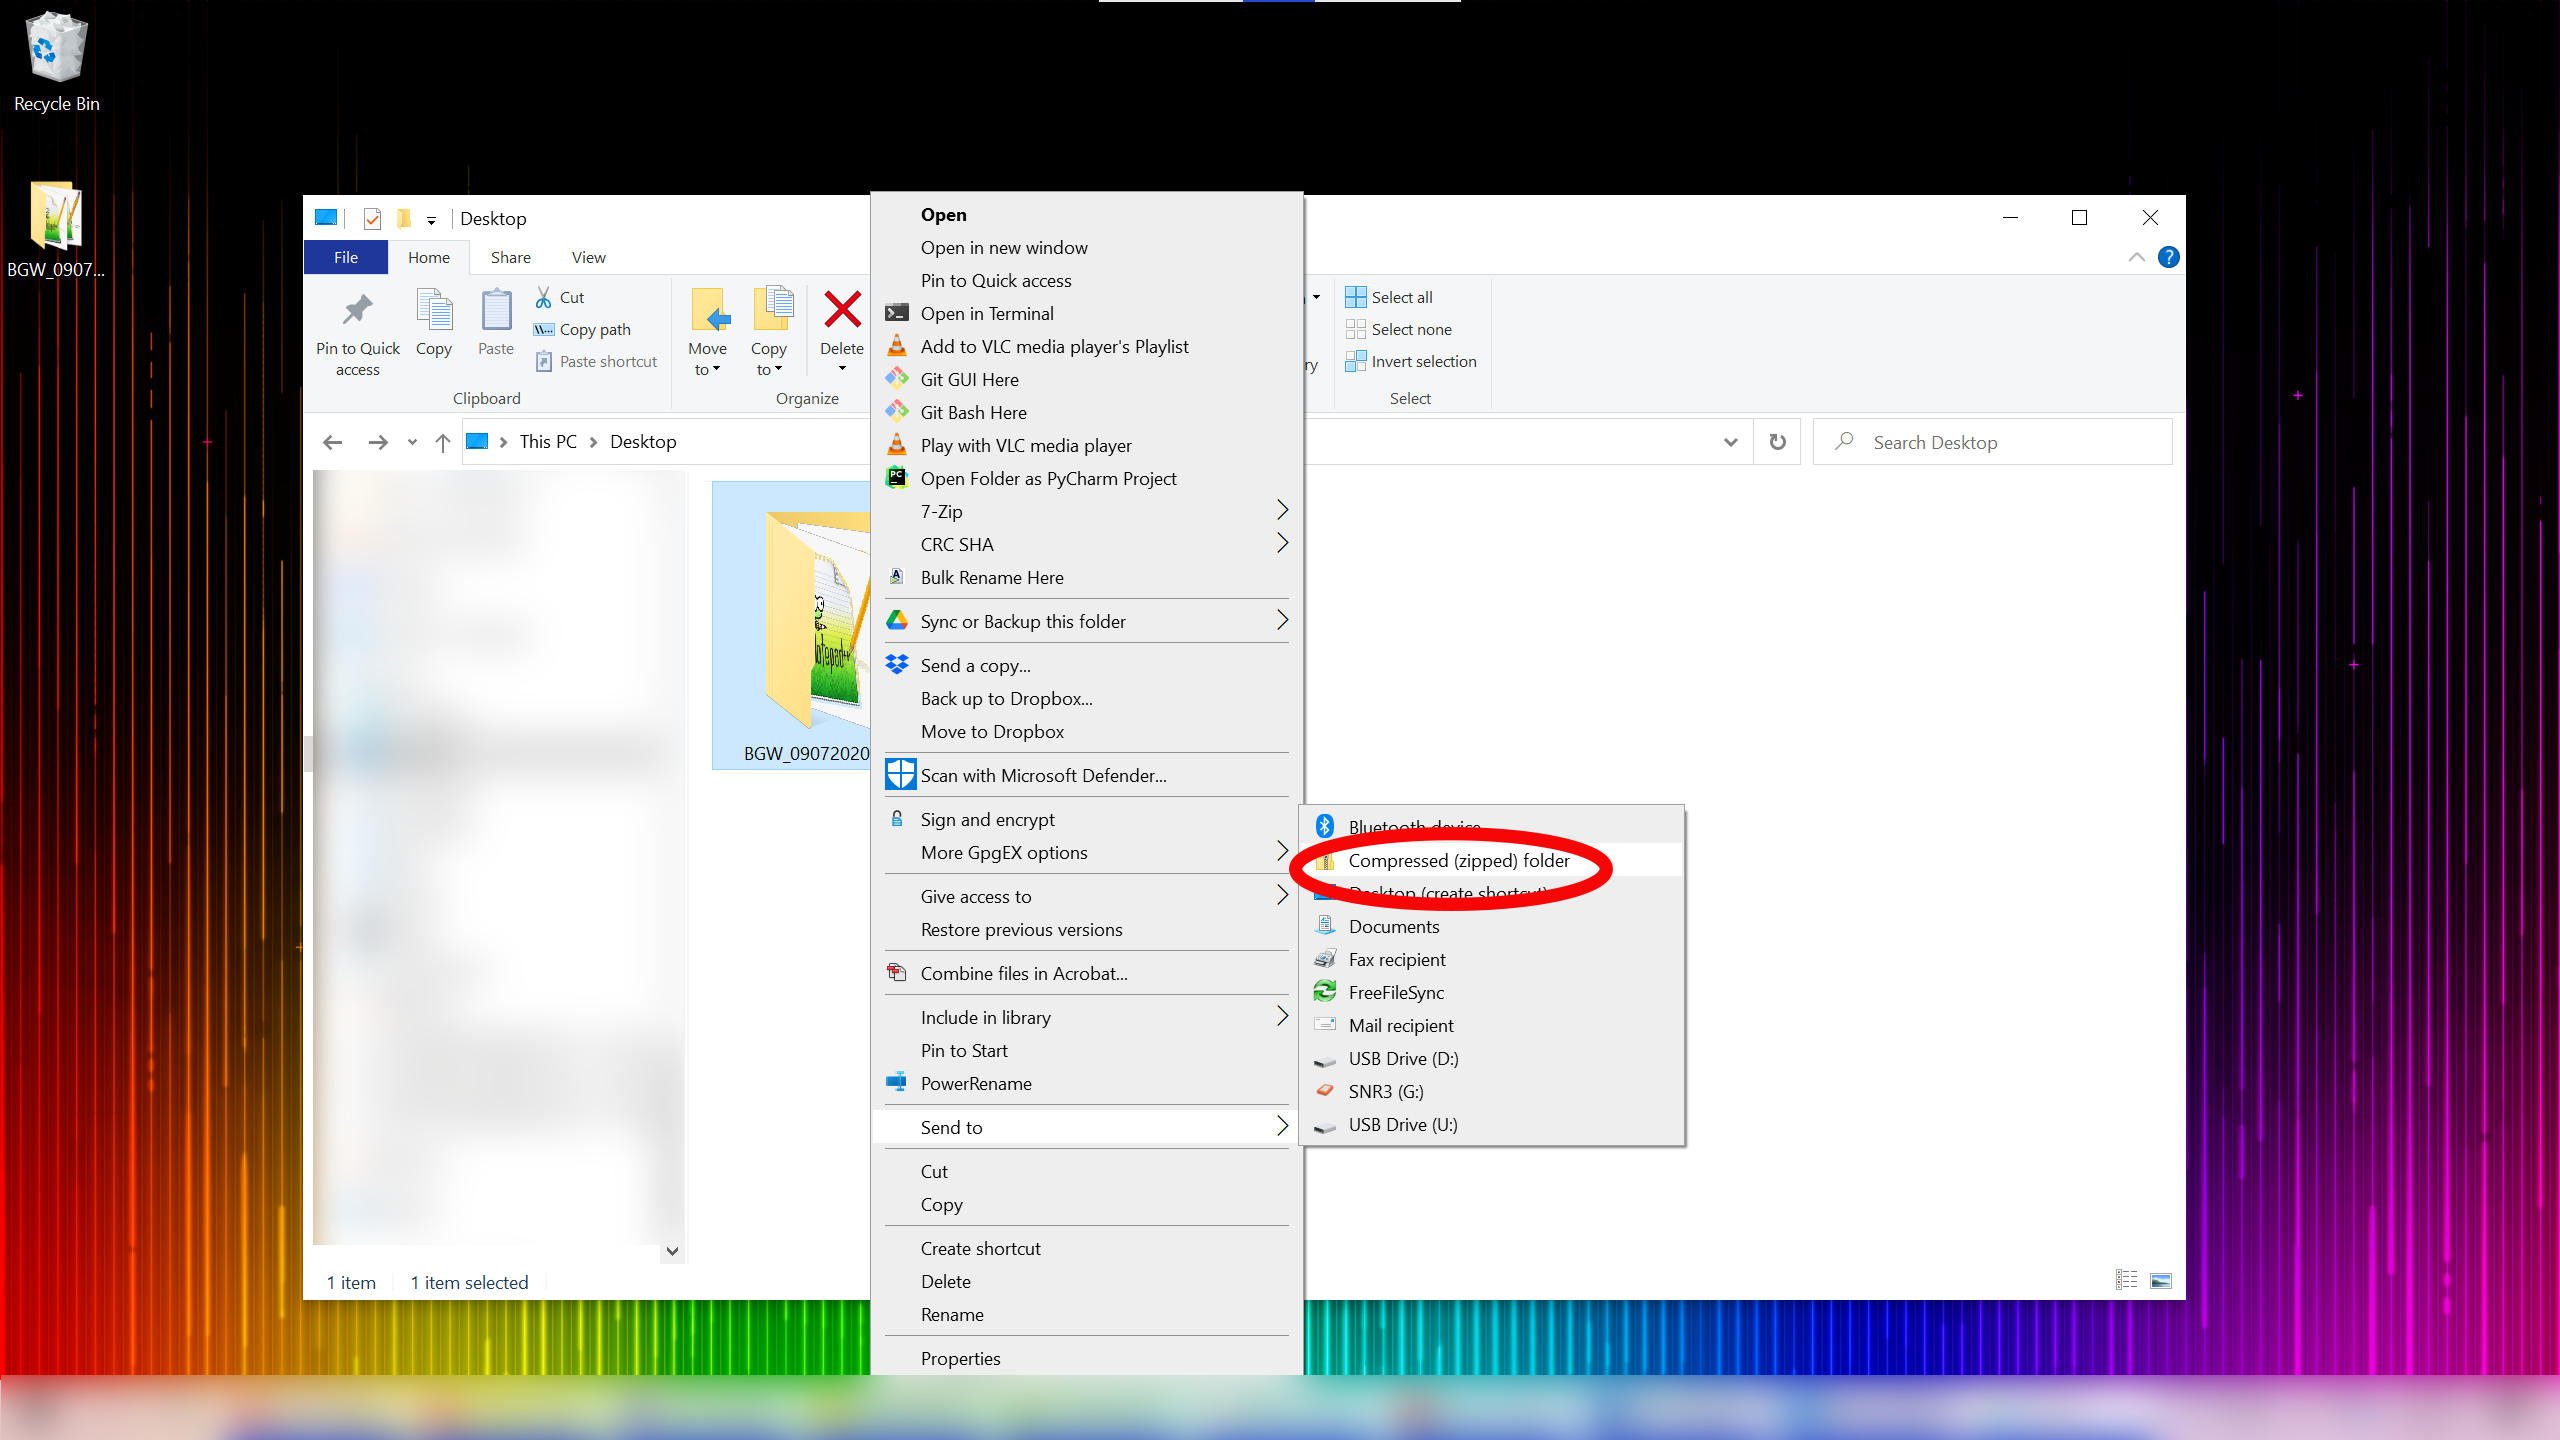 Recycle Bin
BGW_0907...
Desktop
File
Home
Share
View
Pin to Quick
access
Copy
Paste
Cut
Copy path
Paste shortcut
Clipboard
Move
to
Copy
to
Delete
Organize
ry
Select all
Select none
Invert selection
Select
This PC
Desktop
Search Desktop
BGW_09072020
1 item
1 item selected
Open
Open in new window
Pin to Quick access
Open in Terminal
Add to VLC media player's Playlist
Git GUI Here
Git Bash Here
Play with VLC media player
Open Folder as PyCharm Project
7-Zip
CRC SHA
Bulk Rename Here
Sync or Backup this folder
Send a copy...
Back up to Dropbox...
Move to Dropbox
Scan with Microsoft Defender...
Sign and encrypt
More GpgEX options
Give access to
Restore previous versions
Combine files in Acrobat...
Include in library
Pin to Start
PowerRename
Send to
Cut
Copy
Create shortcut
Delete
Rename
Properties
Bluetooth device
Compressed (zipped) folder
Desktop (create shortcut)
Documents
Fax recipient
FreeFileSync
Mail recipient
USB Drive (D:)
SNR3 (G:)
USB Drive (U:)